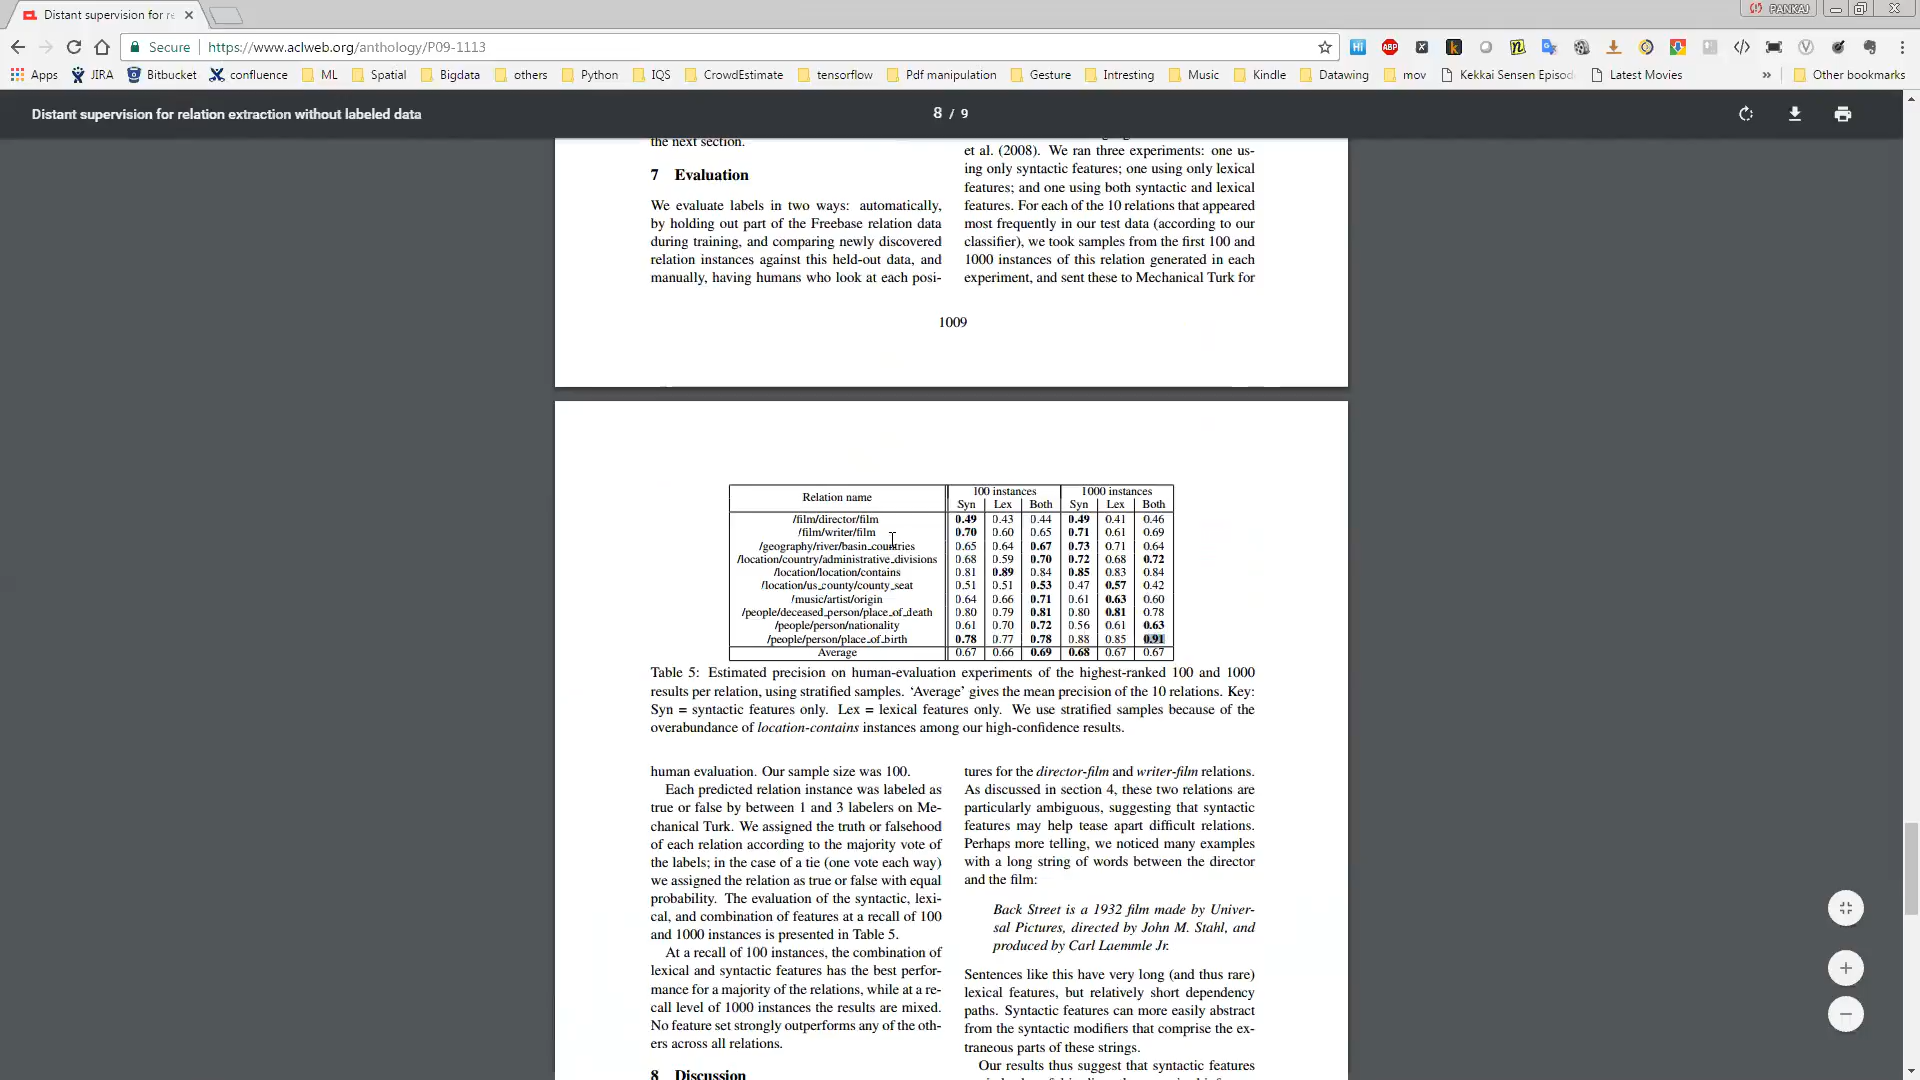 Distant supervision for re
PANKAJ
Secure https://www.aclweb.org/anthology/P09-1113
Apps JIRA Bitbucket confluence ML Spatial Bigdata others Python IQS CrowdEstimate tensorflow Pdf manipulation Gesture Intresting Music Kindle Datawing mov Kekkai Sensen Episod Latest Movies » Other bookmarks
Distant supervision for relation extraction without labeled data
8 / 9
the next section.
7 Evaluation
We evaluate labels in two ways: automatically,
by holding out part of the Freebase relation data
during training, and comparing newly discovered
relation instances against this held-out data, and
manually, having humans who look at each posi-
et al. (2008). We ran three experiments: one us-
ing only syntactic features; one using only lexical
features; and one using both syntactic and lexical
features. For each of the 10 relations that appeared
most frequently in our test data (according to our
classifier), we took samples from the first 100 and
1000 instances of this relation generated in each
experiment, and sent these to Mechanical Turk for
1009
Relation name 100 instances 1000 instances
Syn Lex Both Syn Lex Both
/film/director/film 0.49 0.43 0.44 0.49 0.41 0.46
/film/writer/film 0.70 0.60 0.65 0.71 0.61 0.69
/geography/river/basin_countries 0.65 0.64 0.67 0.73 0.71 0.64
/location/country/administrative_divisions 0.68 0.59 0.70 0.72 0.68 0.72
/location/location/contains 0.81 0.89 0.84 0.85 0.83 0.84
/location/us_county/county_seat 0.51 0.51 0.53 0.47 0.57 0.42
/music/artist/origin 0.64 0.66 0.71 0.61 0.63 0.60
/people/deceased_person/place_of_death 0.80 0.79 0.81 0.80 0.81 0.78
/people/person/nationality 0.61 0.70 0.72 0.56 0.61 0.63
/people/person/place_of_birth 0.78 0.77 0.78 0.88 0.85 0.91
Average 0.67 0.66 0.69 0.68 0.67 0.67
Table 5: Estimated precision on human-evaluation experiments of the highest-ranked 100 and 1000
results per relation, using stratified samples. ‘Average’ gives the mean precision of the 10 relations. Key:
Syn = syntactic features only. Lex = lexical features only. We use stratified samples because of the
overabundance of location-contains instances among our high-confidence results.
human evaluation. Our sample size was 100.
Each predicted relation instance was labeled as
true or false by between 1 and 3 labelers on Me-
chanical Turk. We assigned the truth or falsehood
of each relation according to the majority vote of
the labels; in the case of a tie (one vote each way)
we assigned the relation as true or false with equal
probability. The evaluation of the syntactic, lexi-
cal, and combination of features at a recall of 100
and 1000 instances is presented in Table 5.
At a recall of 100 instances, the combination of
lexical and syntactic features has the best perfor-
mance for a majority of the relations, while at a re-
call level of 1000 instances the results are mixed.
No feature set strongly outperforms any of the oth-
ers across all relations.
8 Discussion
tures for the director-film and writer-film relations.
As discussed in section 4, these two relations are
particularly ambiguous, suggesting that syntactic
features may help tease apart difficult relations.
Perhaps more telling, we noticed many examples
with a long string of words between the director
and the film:
Back Street is a 1932 film made by Univer-
sal Pictures, directed by John M. Stahl, and
produced by Carl Laemmle Jr.
Sentences like this have very long (and thus rare)
lexical features, but relatively short dependency
paths. Syntactic features can more easily abstract
from the syntactic modifiers that comprise the ex-
traneous parts of these strings.
Our results thus suggest that syntactic features